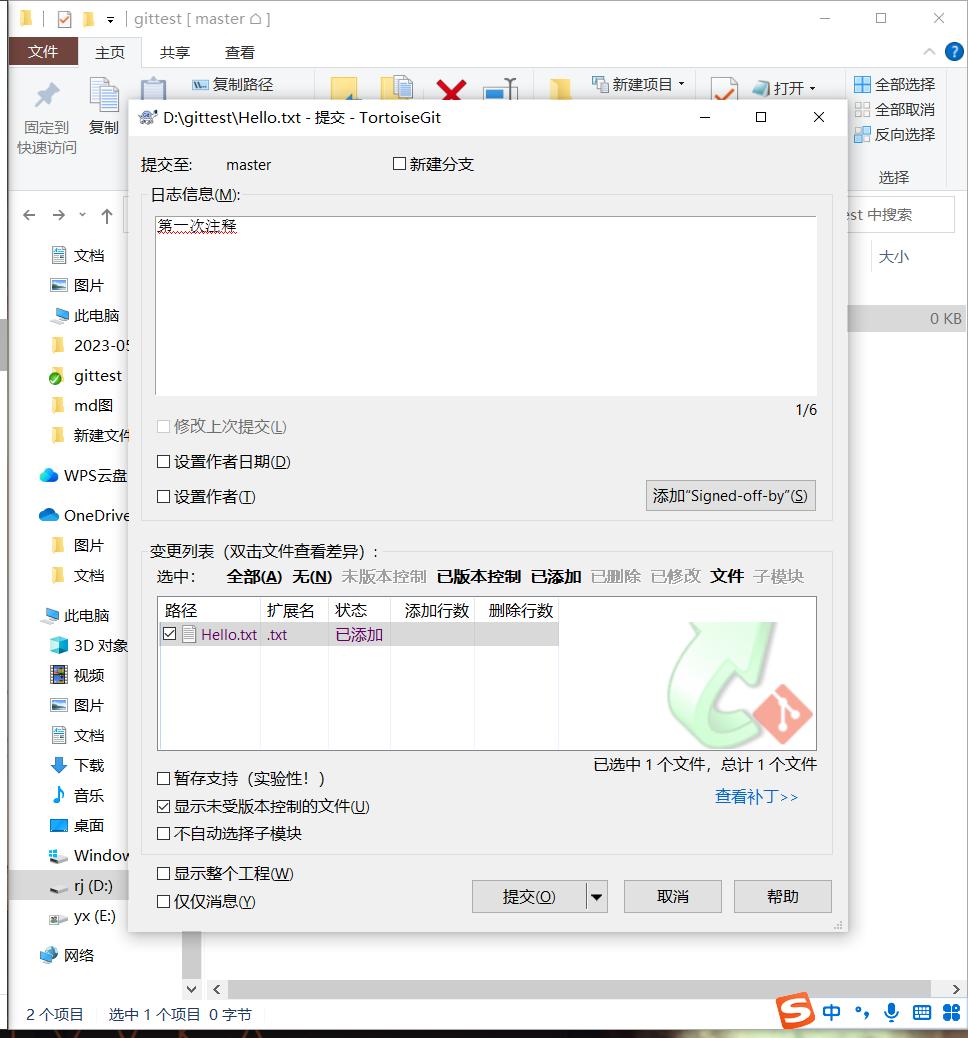 gittest [ master ⌂ ]
文件 主页 共享 查看
固定到
快速访问
复制
复制路径
新建项目
打开
全部选择
全部取消
反向选择
选择
D:\gittest\Hello.txt - 提交 - TortoiseGit
提交至: master 新建分支
日志信息(M):
第一次注释
1/6
修改上次提交(L)
设置作者日期(D)
设置作者(T)
添加"Signed-off-by"(S)
变更列表（双击文件查看差异）:
选中： 全部(A) 无(N) 未版本控制 已版本控制 已添加 已删除 已修改 文件 子模块
路径 扩展名 状态 添加行数 删除行数
Hello.txt .txt 已添加
已选中 1 个文件，总计 1 个文件
查看补丁>>
暂存支持（实验性！）
显示未受版本控制的文件(U)
不自动选择子模块
显示整个工程(W)
仅仅消息(Y)
提交(O) 取消 帮助
中搜索
大小
0 KB
文档
图片
此电脑
2023-05
gittest
md图
新建文件
WPS云盘
OneDrive
图片
文档
此电脑
3D 对象
视频
图片
文档
下载
音乐
桌面
Window
rj (D:)
yx (E:)
网络
2 个项目 选中 1 个项目 0 字节
中